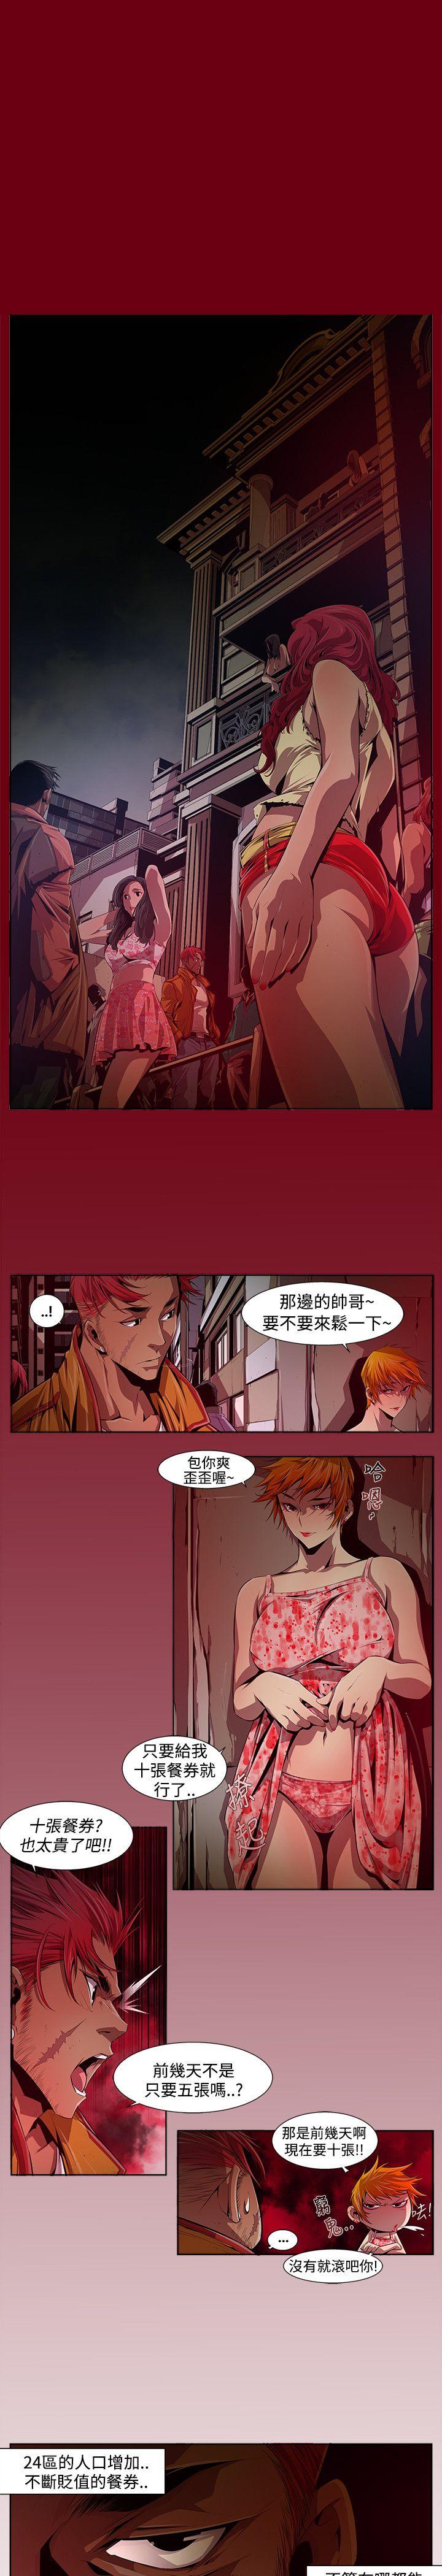 ..!
那邊的帥哥~
要不要來鬆一下~
包你爽
歪歪喔~
哈
嗯
只要給我
十張餐券就
行了..
撩
起
十張餐券?
也太貴了吧!!
前幾天不是
只要五張嗎..?
那是前幾天啊
現在要十張!!
窮
鬼..
呿!
...
沒有就滾吧你!
24區的人口增加..
不斷貶值的餐券..